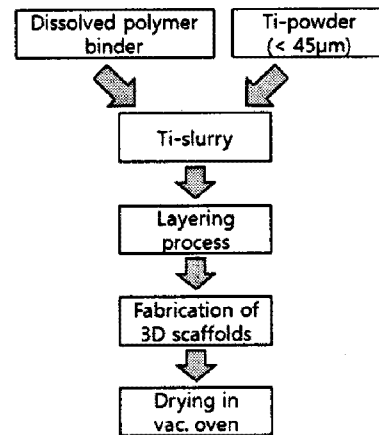 Dissolved polymer
binder
Ti-powder
(< 45μm)
Ti-slurry
Layering
process
Fabrication of
3D scaffolds
Drying in
vac. oven